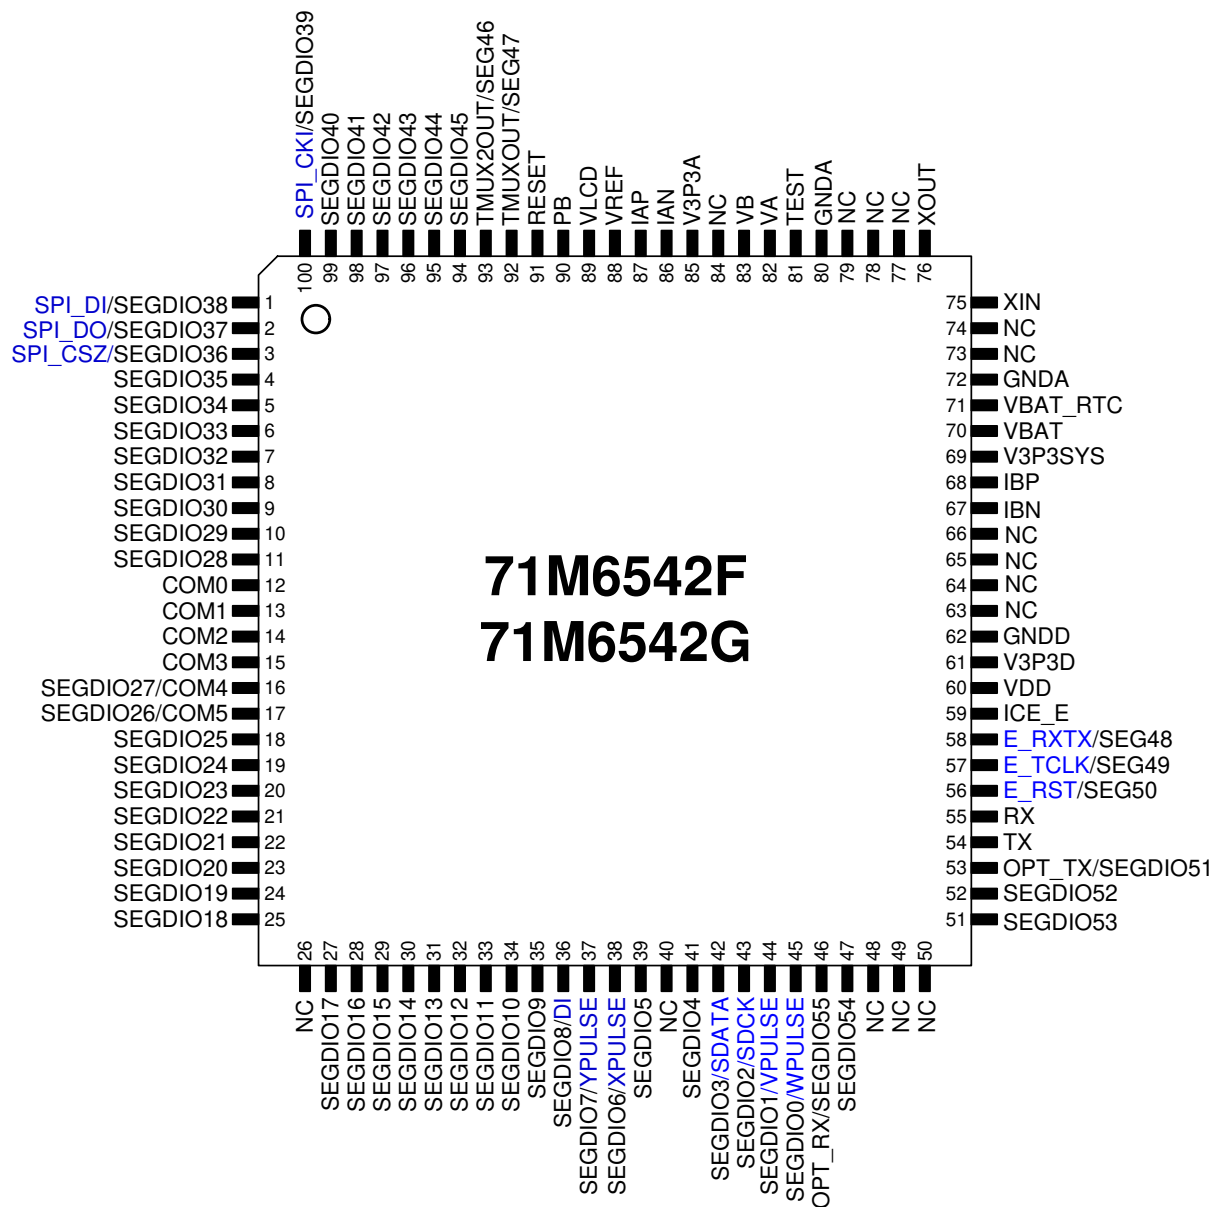 SPI_CKI/SEGDIO39
SEGDIO40
SEGDIO41
SEGDIO42
SEGDIO43
SEGDIO44
SEGDIO45
TMUX2OUT/SEG46
TMUXOUT/SEG47
RESET
PB
VLCD
VREF
IAP
IAN
V3P3A
NC
VB
VA
TEST
GNDA
NC
NC
NC
XOUT
100
99
98
97
96
95
94
93
92
91
90
89
88
87
86
85
84
83
82
81
80
79
78
77
76
SPI_DI/SEGDIO38 1
SPI_DO/SEGDIO37 2
SPI_CSZ/SEGDIO36 3
SEGDIO35 4
SEGDIO34 5
SEGDIO33 6
SEGDIO32 7
SEGDIO31 8
SEGDIO30 9
SEGDIO29 10
SEGDIO28 11
COM0 12
COM1 13
COM2 14
COM3 15
SEGDIO27/COM4 16
SEGDIO26/COM5 17
SEGDIO25 18
SEGDIO24 19
SEGDIO23 20
SEGDIO22 21
SEGDIO21 22
SEGDIO20 23
SEGDIO19 24
SEGDIO18 25
71M6542F
71M6542G
75 XIN
74 NC
73 NC
72 GNDA
71 VBAT_RTC
70 VBAT
69 V3P3SYS
68 IBP
67 IBN
66 NC
65 NC
64 NC
63 NC
62 GNDD
61 V3P3D
60 VDD
59 ICE_E
58 E_RXTX/SEG48
57 E_TCLK/SEG49
56 E_RST/SEG50
55 RX
54 TX
53 OPT_TX/SEGDIO51
52 SEGDIO52
51 SEGDIO53
26
27
28
29
30
31
32
33
34
35
36
37
38
39
40
41
42
43
44
45
46
47
48
49
50
NC
SEGDIO17
SEGDIO16
SEGDIO15
SEGDIO14
SEGDIO13
SEGDIO12
SEGDIO11
SEGDIO10
SEGDIO9
SEGDIO8/DI
SEGDIO7/YPULSE
SEGDIO6/XPULSE
SEGDIO5
NC
SEGDIO4
SEGDIO3/SDATA
SEGDIO2/SDCK
SEGDIO1/VPULSE
SEGDIO0/WPULSE
OPT_RX/SEGDIO55
SEGDIO54
NC
NC
NC